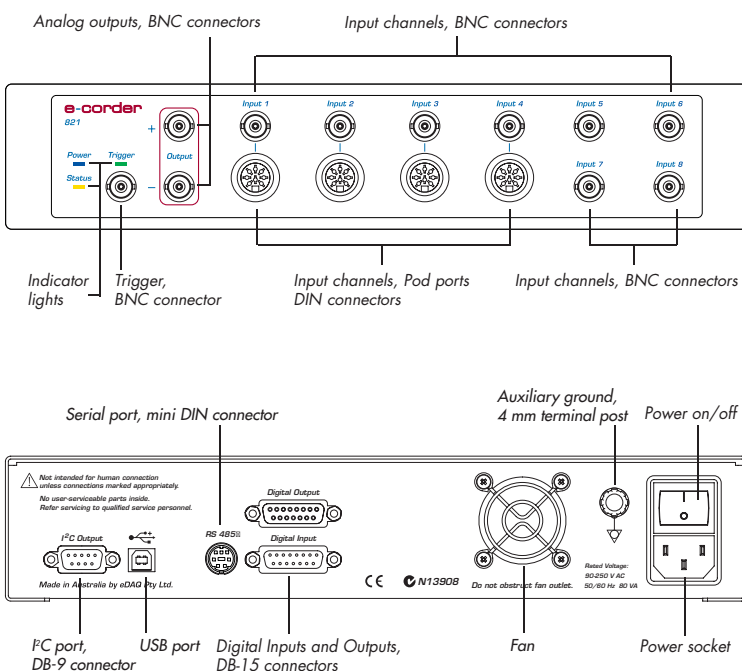 Analog outputs, BNC connectors
Input channels, BNC connectors
e-corder
821
Input 1
Input 2
Input 3
Input 4
Input 5
Input 6
+
Power
Trigger
Output
Status
−
Input 7
Input 8
Indicator
lights
Trigger,
BNC connector
Input channels, Pod ports
DIN connectors
Input channels, BNC connectors
Serial port, mini DIN connector
Auxiliary ground,
4 mm terminal post
Power on/off
Not intended for human connection
unless connections marked appropriately.
No user-serviceable parts inside.
Refer servicing to qualified service personnel.
Digital Output
I²C Output
RS 485
Digital Input
Made in Australia by eDAQ Pty Ltd.
CE
N13908
Do not obstruct fan outlet.
Rated Voltage:
90-250 V AC
50/60 Hz 80 VA
I²C port,
DB-9 connector
USB port
Digital Inputs and Outputs,
DB-15 connectors
Fan
Power socket